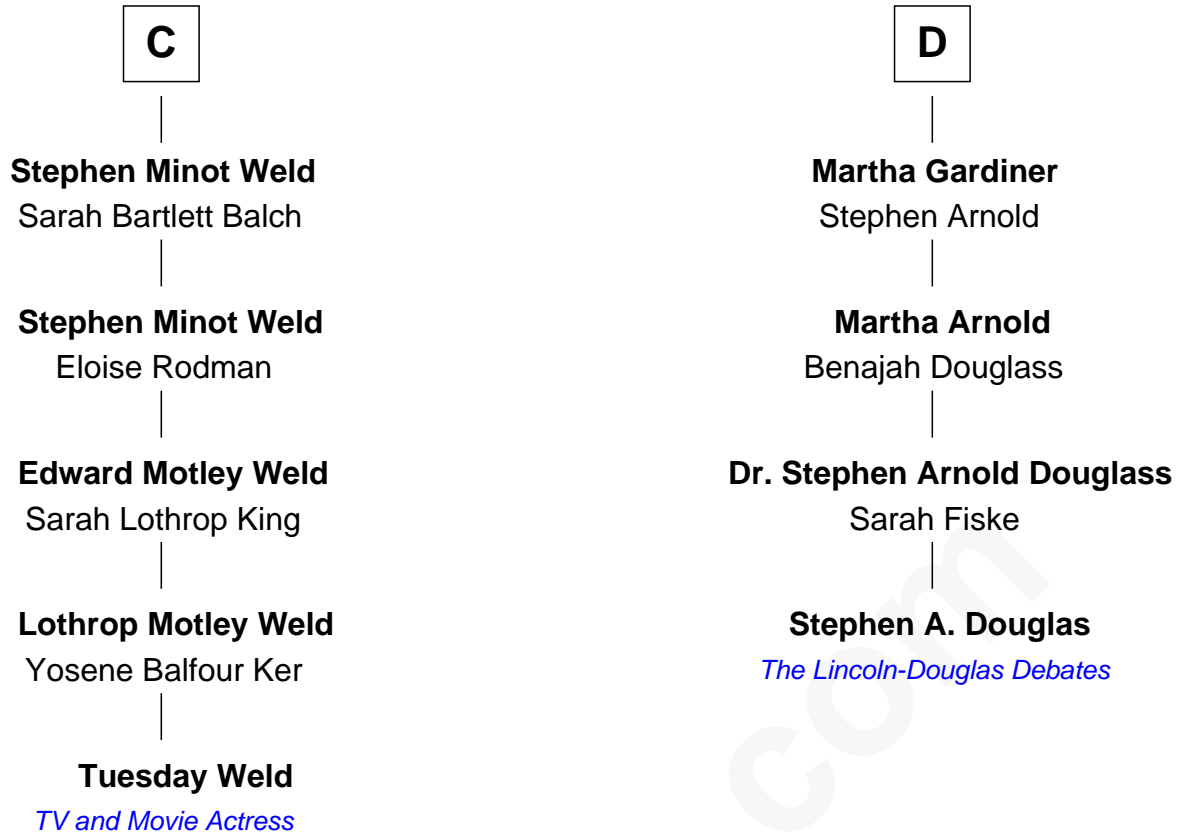 C
Stephen Minot Weld
Sarah Bartlett Balch
Stephen Minot Weld
Eloise Rodman
Edward Motley Weld
Sarah Lothrop King
Lothrop Motley Weld
Yosene Balfour Ker
Tuesday Weld
TV and Movie Actress
D
Martha Gardiner
Stephen Arnold
Martha Arnold
Benajah Douglass
Dr. Stephen Arnold Douglass
Sarah Fiske
Stephen A. Douglas
The Lincoln-Douglas Debates
com